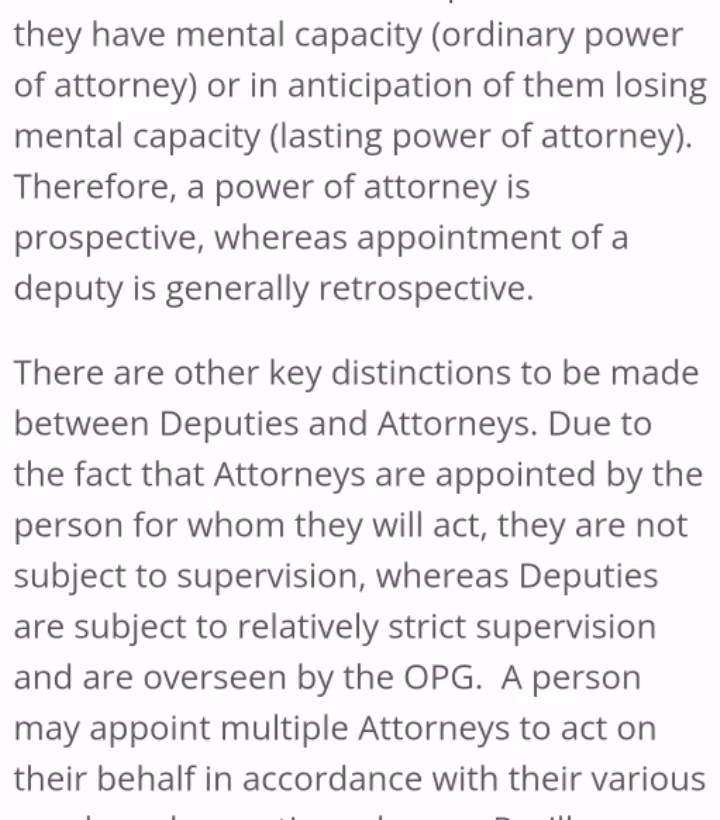 they have mental capacity (ordinary power
of attorney) or in anticipation of them losing
mental capacity (lasting power of attorney).
Therefore, a power of attorney is
prospective, whereas appointment of a
deputy is generally retrospective.
There are other key distinctions to be made
between Deputies and Attorneys. Due to
the fact that Attorneys are appointed by the
person for whom they will act, they are not
subject to supervision, whereas Deputies
are subject to relatively strict supervision
and are overseen by the OPG.  A person
may appoint multiple Attorneys to act on
their behalf in accordance with their various